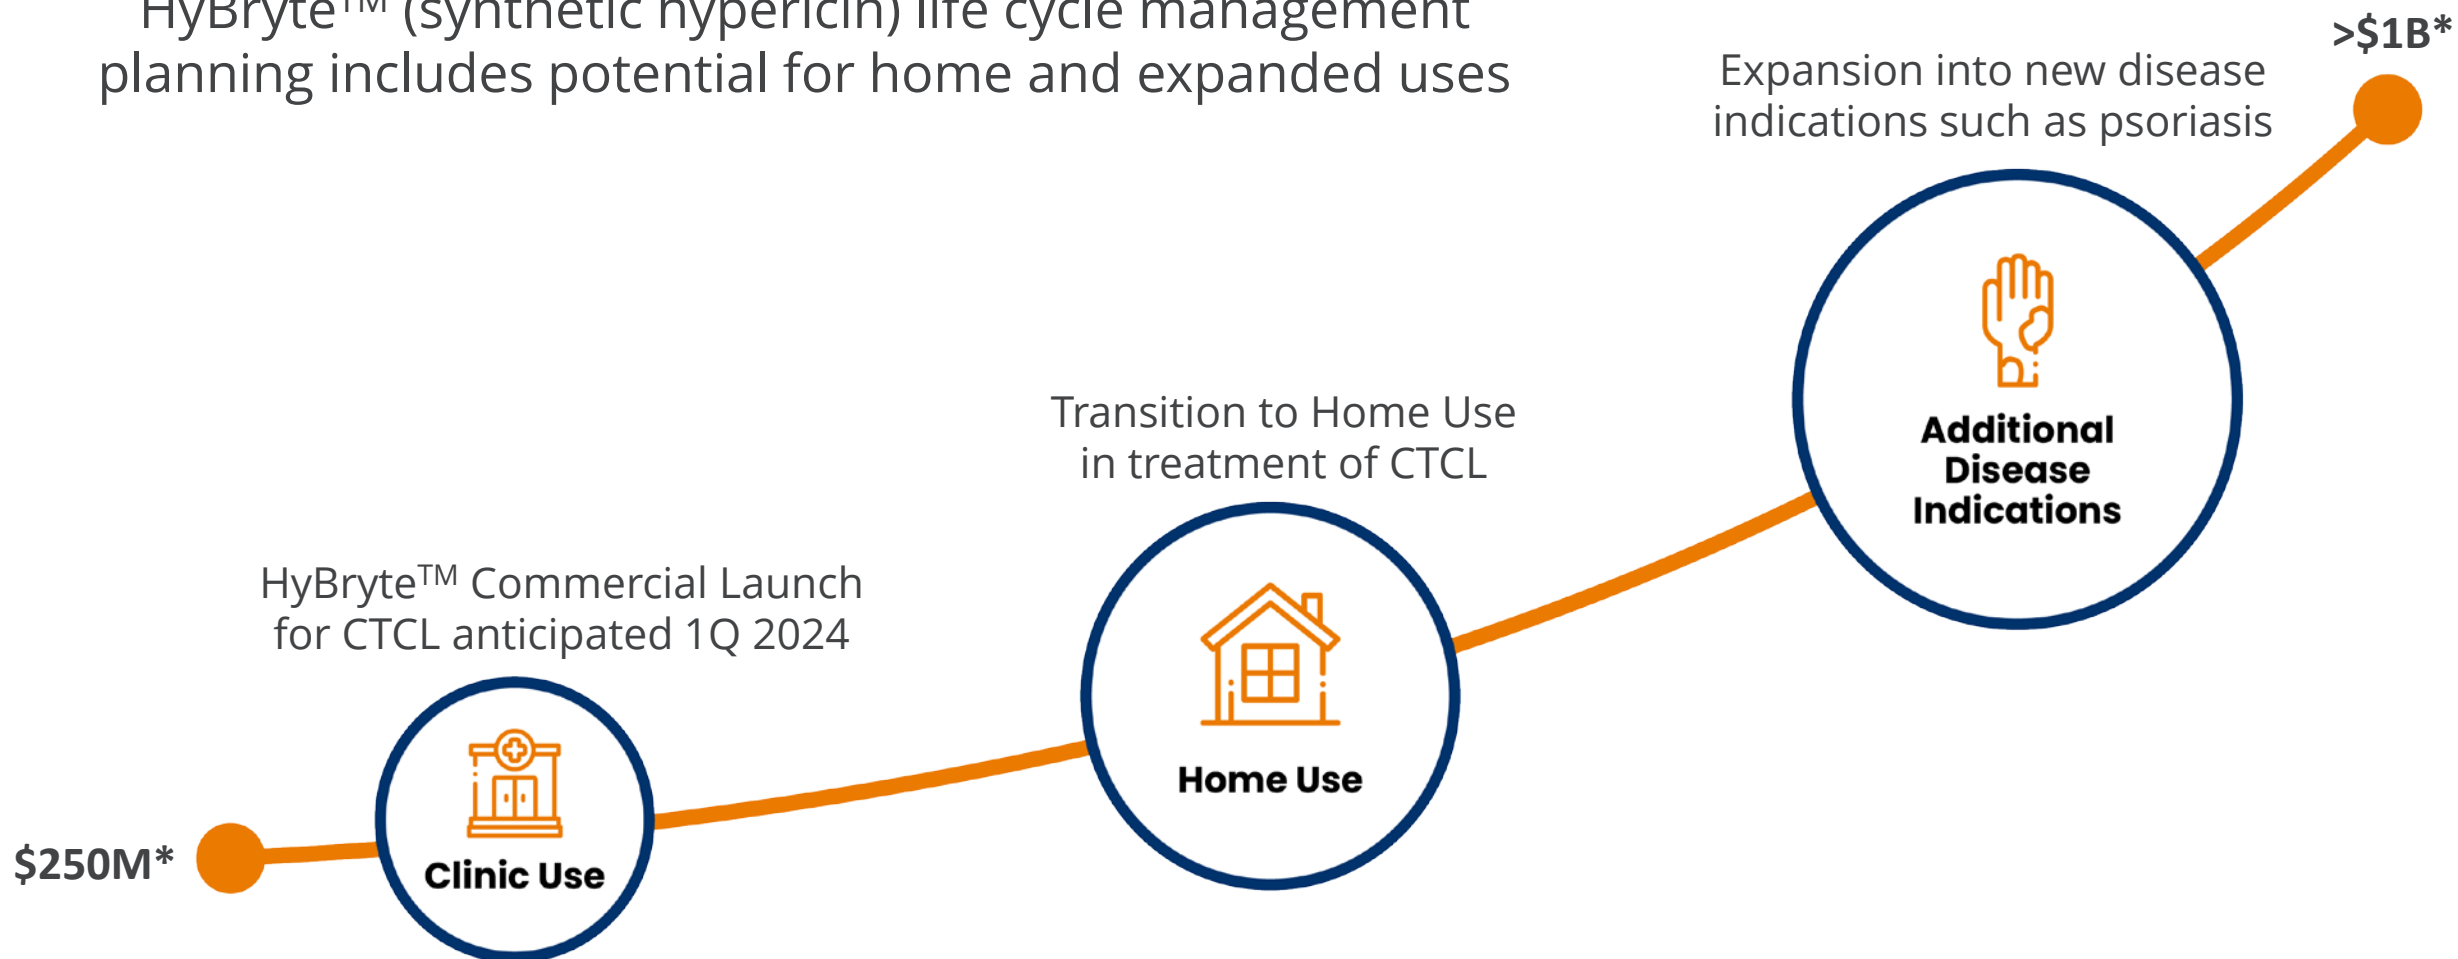 HyBryte™ (synthetic hypericin) life cycle management
planning includes potential for home and expanded uses
>$1B*
Expansion into new disease
indications such as psoriasis
Additional
Disease
Indications
Transition to Home Use
in treatment of CTCL
Home Use
HyBryte™ Commercial Launch
for CTCL anticipated 1Q 2024
Clinic Use
$250M*